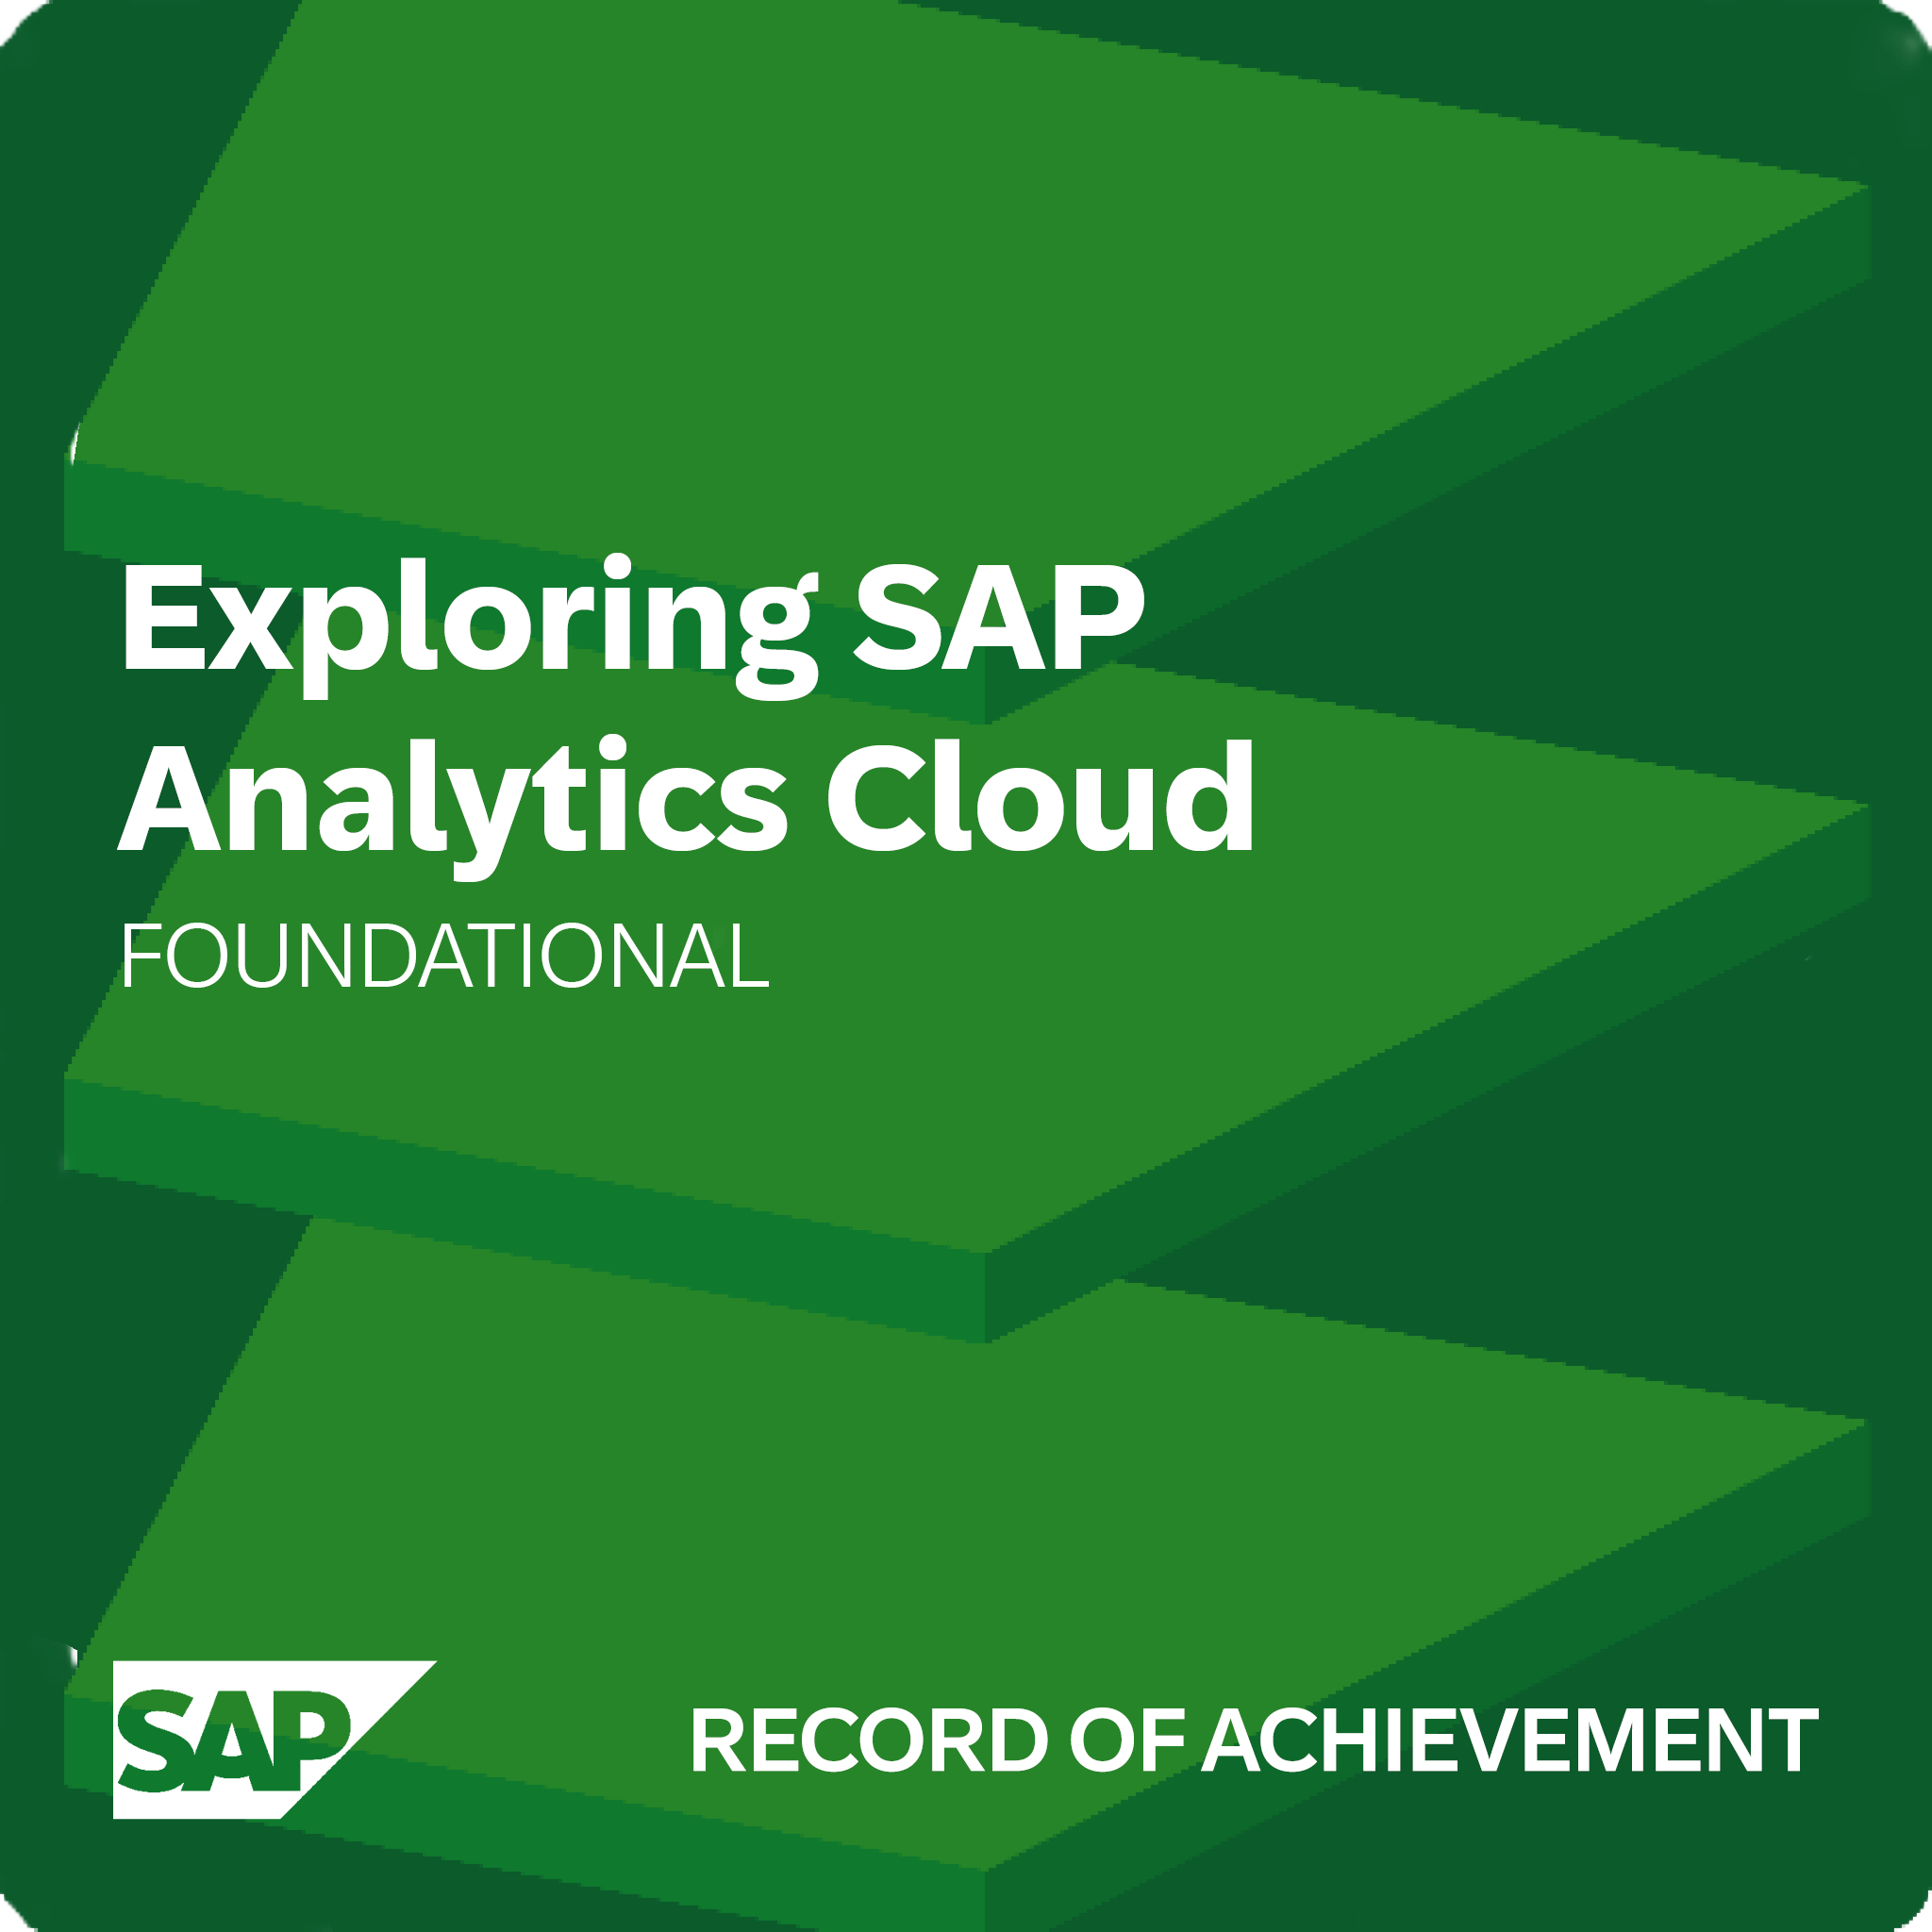 Exploring SAP
Analytics Cloud
FOUNDATIONAL
SAP
RECORD OF ACHIEVEMENT